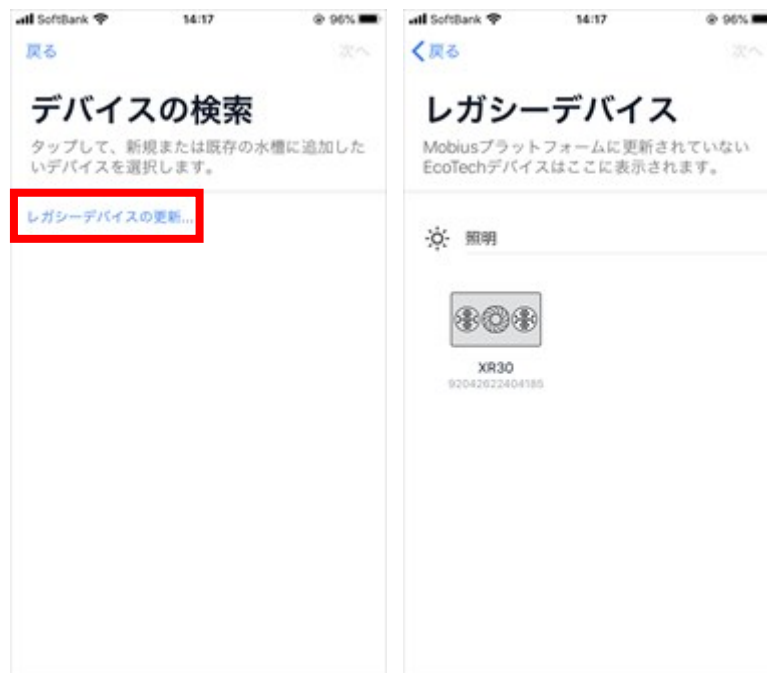 SoftBank 14:17 96%
戻る 次へ
デバイスの検索
タップして、新規または既存の水槽に追加した
いデバイスを選択します。
レガシーデバイスの更新...
SoftBank 14:17 96%
戻る 次へ
レガシーデバイス
Mobiusプラットフォームに更新されていない
EcoTechデバイスはここに表示されます。
照明
XR30
92042622404186